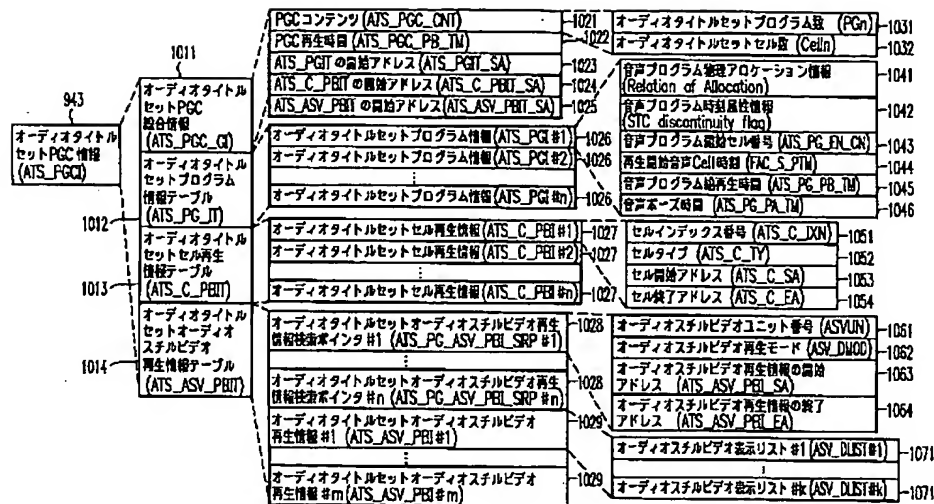 943
オーディオタイトル
セットPGC情報
(ATS_PGCI)
1011
オーディオタイトル
セットPGC
総合情報
(ATS_PGC_GI)
オーディオタイトル
セットプログラム
情報テーブル
(ATS_PG_IT)
1012
オーディオタイトル
セットセル再生
情報テーブル
(ATS_C_PBIT)
1013
オーディオタイトル
セットオーディオ
スチルビデオ
再生情報テーブル
(ATS_ASV_PBIT)
1014
PGCコンテンツ (ATS_PGC_CNT)
1021
PGC再生時間 (ATS_PGC_PB_TM)
1022
ATS_PGITの開始アドレス (ATS_PGIT_SA)
1023
ATS_C_PBITの開始アドレス (ATS_C_PBIT_SA)
1024
ATS_ASV_PBITの開始アドレス (ATS_ASV_PBIT_SA)
1025
オーディオタイトルセットプログラム情報 (ATS_PGI #1)
1026
オーディオタイトルセットプログラム情報 (ATS_PGI #2)
1026
オーディオタイトルセットプログラム情報 (ATS_PGI #n)
1026
オーディオタイトルセットセル再生情報 (ATS_C_PBI #1)
1027
オーディオタイトルセットセル再生情報 (ATS_C_PBI #2)
1027
オーディオタイトルセットセル再生情報 (ATS_C_PBI #n)
1027
オーディオタイトルセットオーディオスチルビデオ再生
情報検索ポインタ #1 (ATS_PG_ASV_PBI_SRP #1)
1028
オーディオタイトルセットオーディオスチルビデオ再生
情報検索ポインタ #n (ATS_PG_ASV_PBI_SRP #n)
1028
オーディオタイトルセットオーディオスチルビデオ
再生情報 #1 (ATS_ASV_PBI #1)
1029
オーディオタイトルセットオーディオスチルビデオ
再生情報 #m (ATS_ASV_PBI #m)
1029
オーディオタイトルセットプログラム数 (PGn)
1031
オーディオタイトルセットセル数 (Celln)
1032
音声プログラム物理アロケーション情報
(Relation of Allocation)
1041
音声プログラム時刻属性情報
(STC discontinuity flag)
1042
音声プログラム開始セル番号 (ATS_PG_EN_CN)
1043
再生開始音声Cell時刻 (FAC_S_PTM)
1044
音声プログラム総再生時間 (ATS_PG_PB_TM)
1045
音声ポーズ時間 (ATS_PG_PA_TM)
1046
セルインデックス番号 (ATS_C_IXN)
1051
セルタイプ (ATS_C_TY)
1052
セル開始アドレス (ATS_C_SA)
1053
セル終了アドレス (ATS_C_EA)
1054
オーディオスチルビデオユニット番号 (ASVUN)
1061
オーディオスチルビデオ再生モード (ASV_DMOD)
1062
オーディオスチルビデオ再生情報の開始
アドレス (ATS_ASV_PBI_SA)
1063
オーディオスチルビデオ再生情報の終了
アドレス (ATS_ASV_PBI_EA)
1064
オーディオスチルビデオ表示リスト #1 (ASV_DLIST#1)
1071
オーディオスチルビデオ表示リスト #k (ASV_DLIST#k)
1071